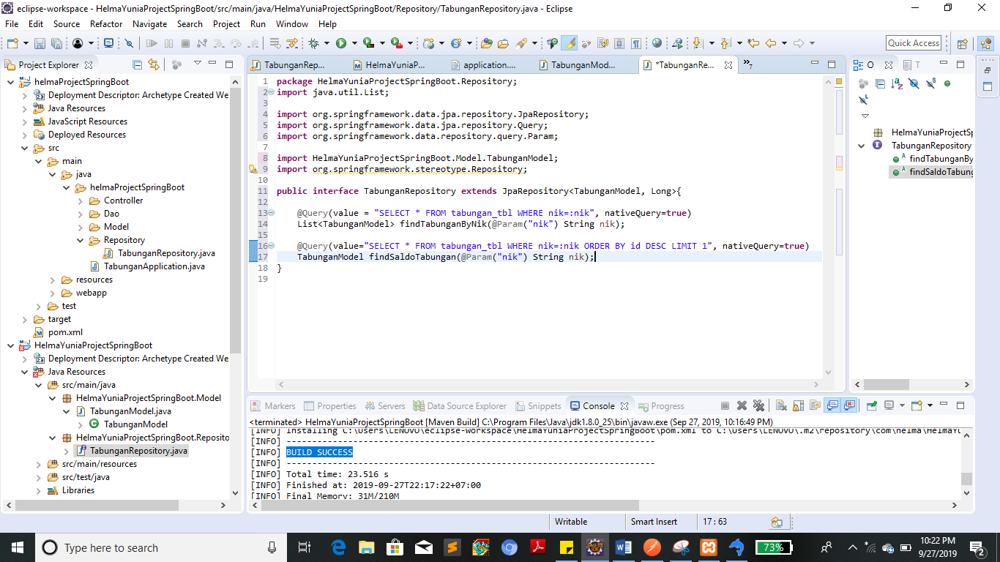 eclipse-workspace - HelmaYuniaProjectSpringBoot/src/main/java/HelmaYuniaProjectSpringBoot/Repository/TabunganRepository.java - Eclipse
File Edit Source Refactor Navigate Search Project Run Window Help
Quick Access
Project Explorer
helmaProjectSpringBoot
Deployment Descriptor: Archetype Created We
Java Resources
JavaScript Resources
Deployed Resources
src
main
java
helmaProjectSpringBoot
Controller
Dao
Model
Repository
TabunganRepository.java
TabunganApplication.java
resources
webapp
test
target
pom.xml
HelmaYuniaProjectSpringBoot
Deployment Descriptor: Archetype Created We
Java Resources
src/main/java
HelmaYuniaProjectSpringBoot.Model
TabunganModel.java
TabunganModel
HelmaYuniaProjectSpringBoot.Reposito
TabunganRepository.java
src/main/resources
src/test/java
Libraries
TabunganRep... HelmaYuniaP... application.... TabunganMod... *TabunganRe... »7
1 package HelmaYuniaProjectSpringBoot.Repository;
2 import java.util.List;
3
4 import org.springframework.data.jpa.repository.JpaRepository;
5 import org.springframework.data.jpa.repository.Query;
6 import org.springframework.data.repository.query.Param;
7
8 import HelmaYuniaProjectSpringBoot.Model.TabunganModel;
9 import org.springframework.stereotype.Repository;
10
11 public interface TabunganRepository extends JpaRepository<TabunganModel, Long>{
12
13 @Query(value = "SELECT * FROM tabungan_tbl WHERE nik=:nik", nativeQuery=true)
14 List<TabunganModel> findTabunganByNik(@Param("nik") String nik);
15
16 @Query(value="SELECT * FROM tabungan_tbl WHERE nik=:nik ORDER BY id DESC LIMIT 1", nativeQuery=true)
17 TabunganModel findSaldoTabungan(@Param("nik") String nik);
18 }
19
O T
HelmaYuniaProjectSp
TabunganRepository
findTabunganBy
findSaldoTabung
Markers Properties Servers Data Source Explorer Snippets Console Progress
<terminated> HelmaYuniaProjectSpringBoot [Maven Build] C:\Program Files\Java\jdk1.8.0_25\bin\javaw.exe (Sep 27, 2019, 10:16:49 PM)
[INFO] Installing C:\Users\LENOVO\eclipse-workspace\HelmaYuniaProjectSpringBoot\pom.xml to C:\Users\LENOVO\.m2\repository\com\helma\HelmaYu
[INFO] ------------------------------------------------------------------------
[INFO] BUILD SUCCESS
[INFO] ------------------------------------------------------------------------
[INFO] Total time: 23.516 s
[INFO] Finished at: 2019-09-27T22:17:22+07:00
[INFO] Final Memory: 31M/210M
Writable Smart Insert 17 : 63
Type here to search
73%
10:22 PM
9/27/2019
2